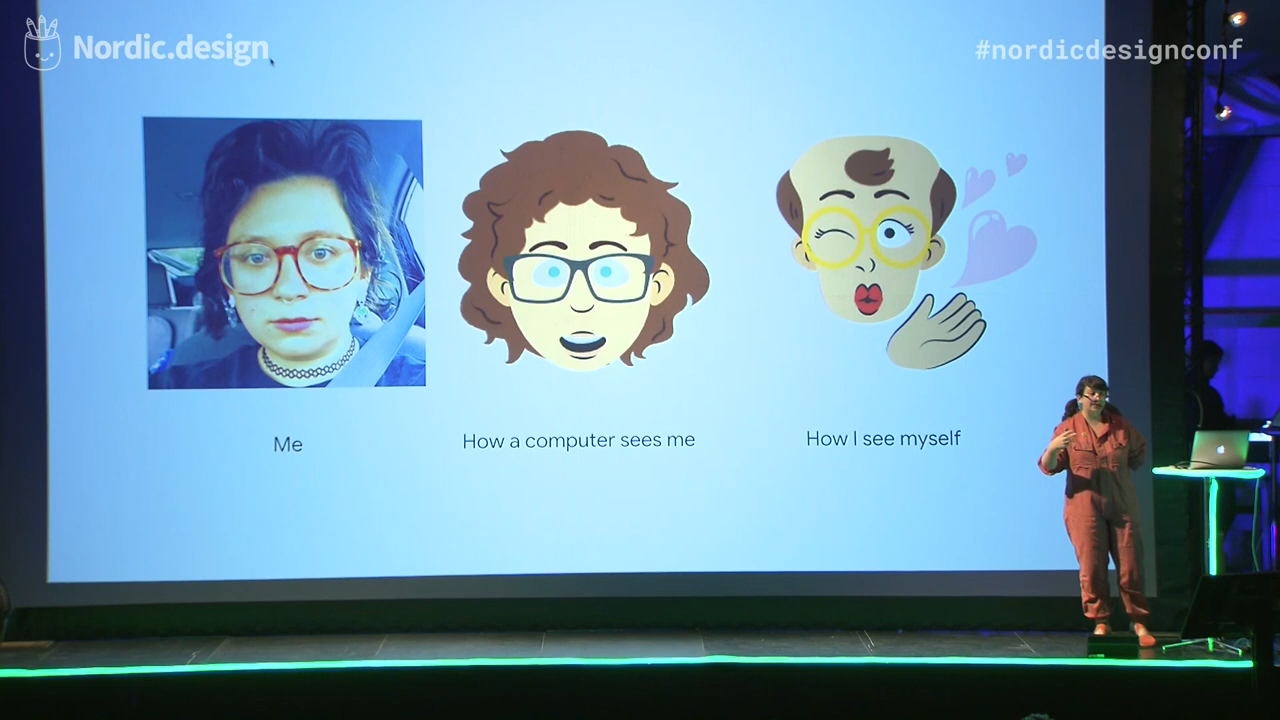 Nordic.design
#nordicdesignconf
Me
How a computer sees me
How I see myself